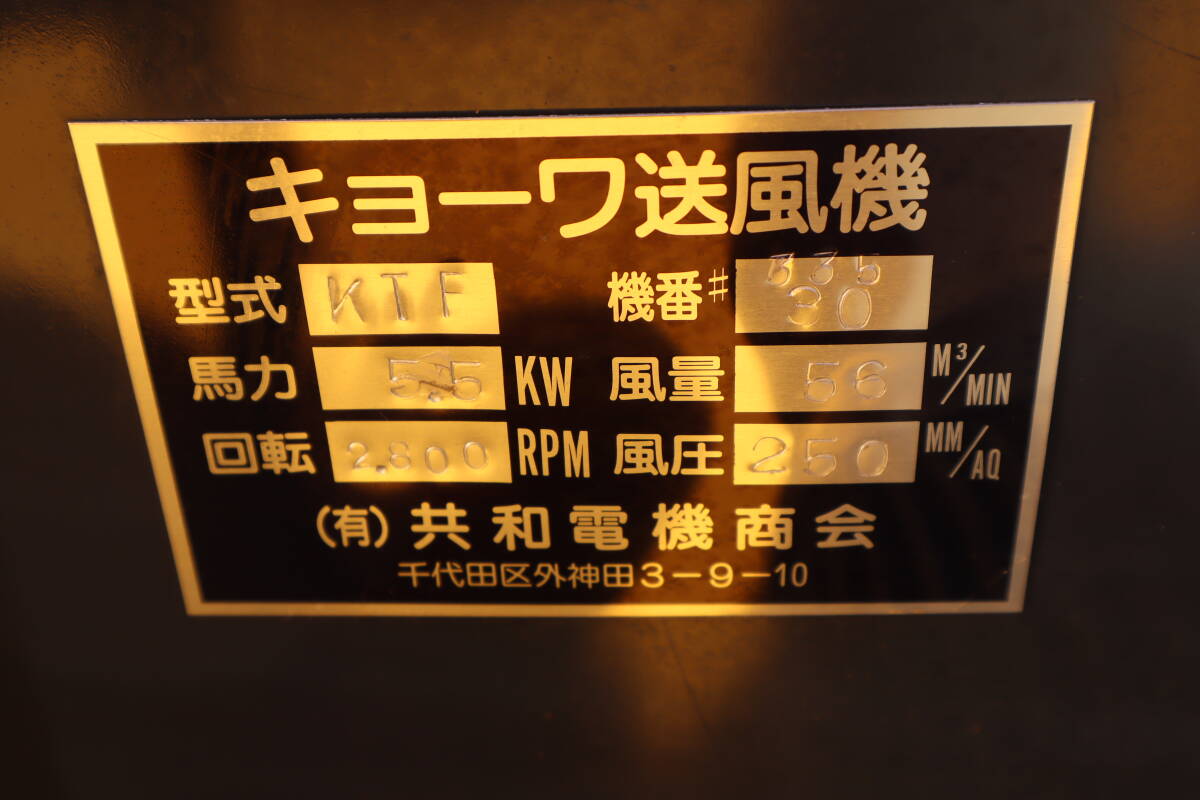 キョーワ送風機
型式 KTF 機番# 335 30
馬力 5.5 KW 風量 56 M³/MIN
回転 2,800 RPM 風圧 250 MM/AQ
(有)共和電機商会
千代田区外神田3-9-10